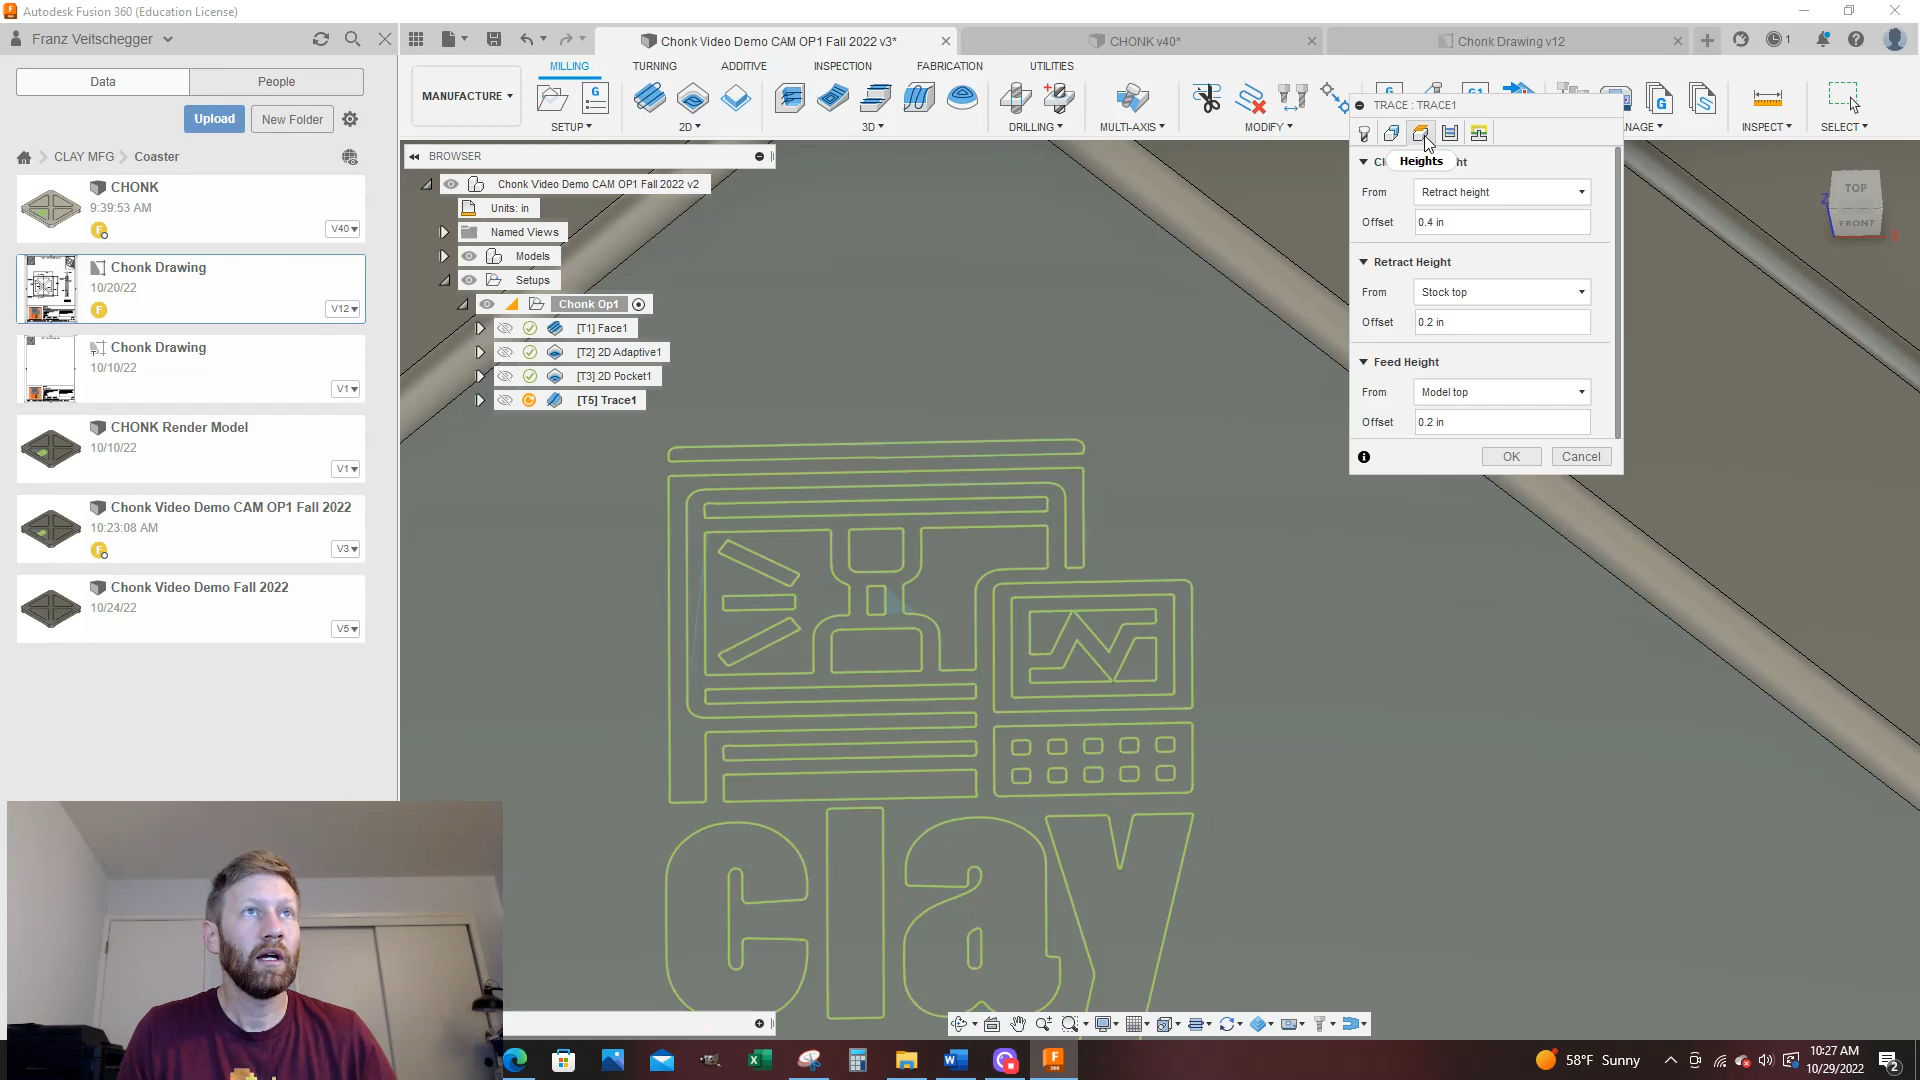 Autodesk Fusion 360 (Education License)
Franz Veitschegger
Data
People
Upload
New Folder
CLAY MFG
Coaster
CHONK
9:39:53 AM
V40
Chonk Drawing
10/20/22
V12
Chonk Drawing
10/10/22
V1
CHONK Render Model
10/10/22
V1
Chonk Video Demo CAM OP1 Fall 2022
10:23:08 AM
V3
Chonk Video Demo Fall 2022
10/24/22
V5
Chonk Video Demo CAM OP1 Fall 2022 v3*
CHONK v40*
Chonk Drawing v12
1
MILLING
TURNING
ADDITIVE
INSPECTION
FABRICATION
UTILITIES
MANUFACTURE
SETUP
2D
3D
DRILLING
MULTI-AXIS
MODIFY
NAGE
INSPECT
SELECT
BROWSER
Chonk Video Demo CAM OP1 Fall 2022 v2
Units: in
Named Views
Models
Setups
Chonk Op1
[T1] Face1
[T2] 2D Adaptive1
[T3] 2D Pocket1
[T5] Trace1
TRACE : TRACE1
Heights
From
Retract height
Offset
0.4 in
Retract Height
From
Stock top
Offset
0.2 in
Feed Height
From
Model top
Offset
0.2 in
OK
Cancel
TOP
FRONT
Z
X
clay
58°F Sunny
10:27 AM
10/29/2022
2